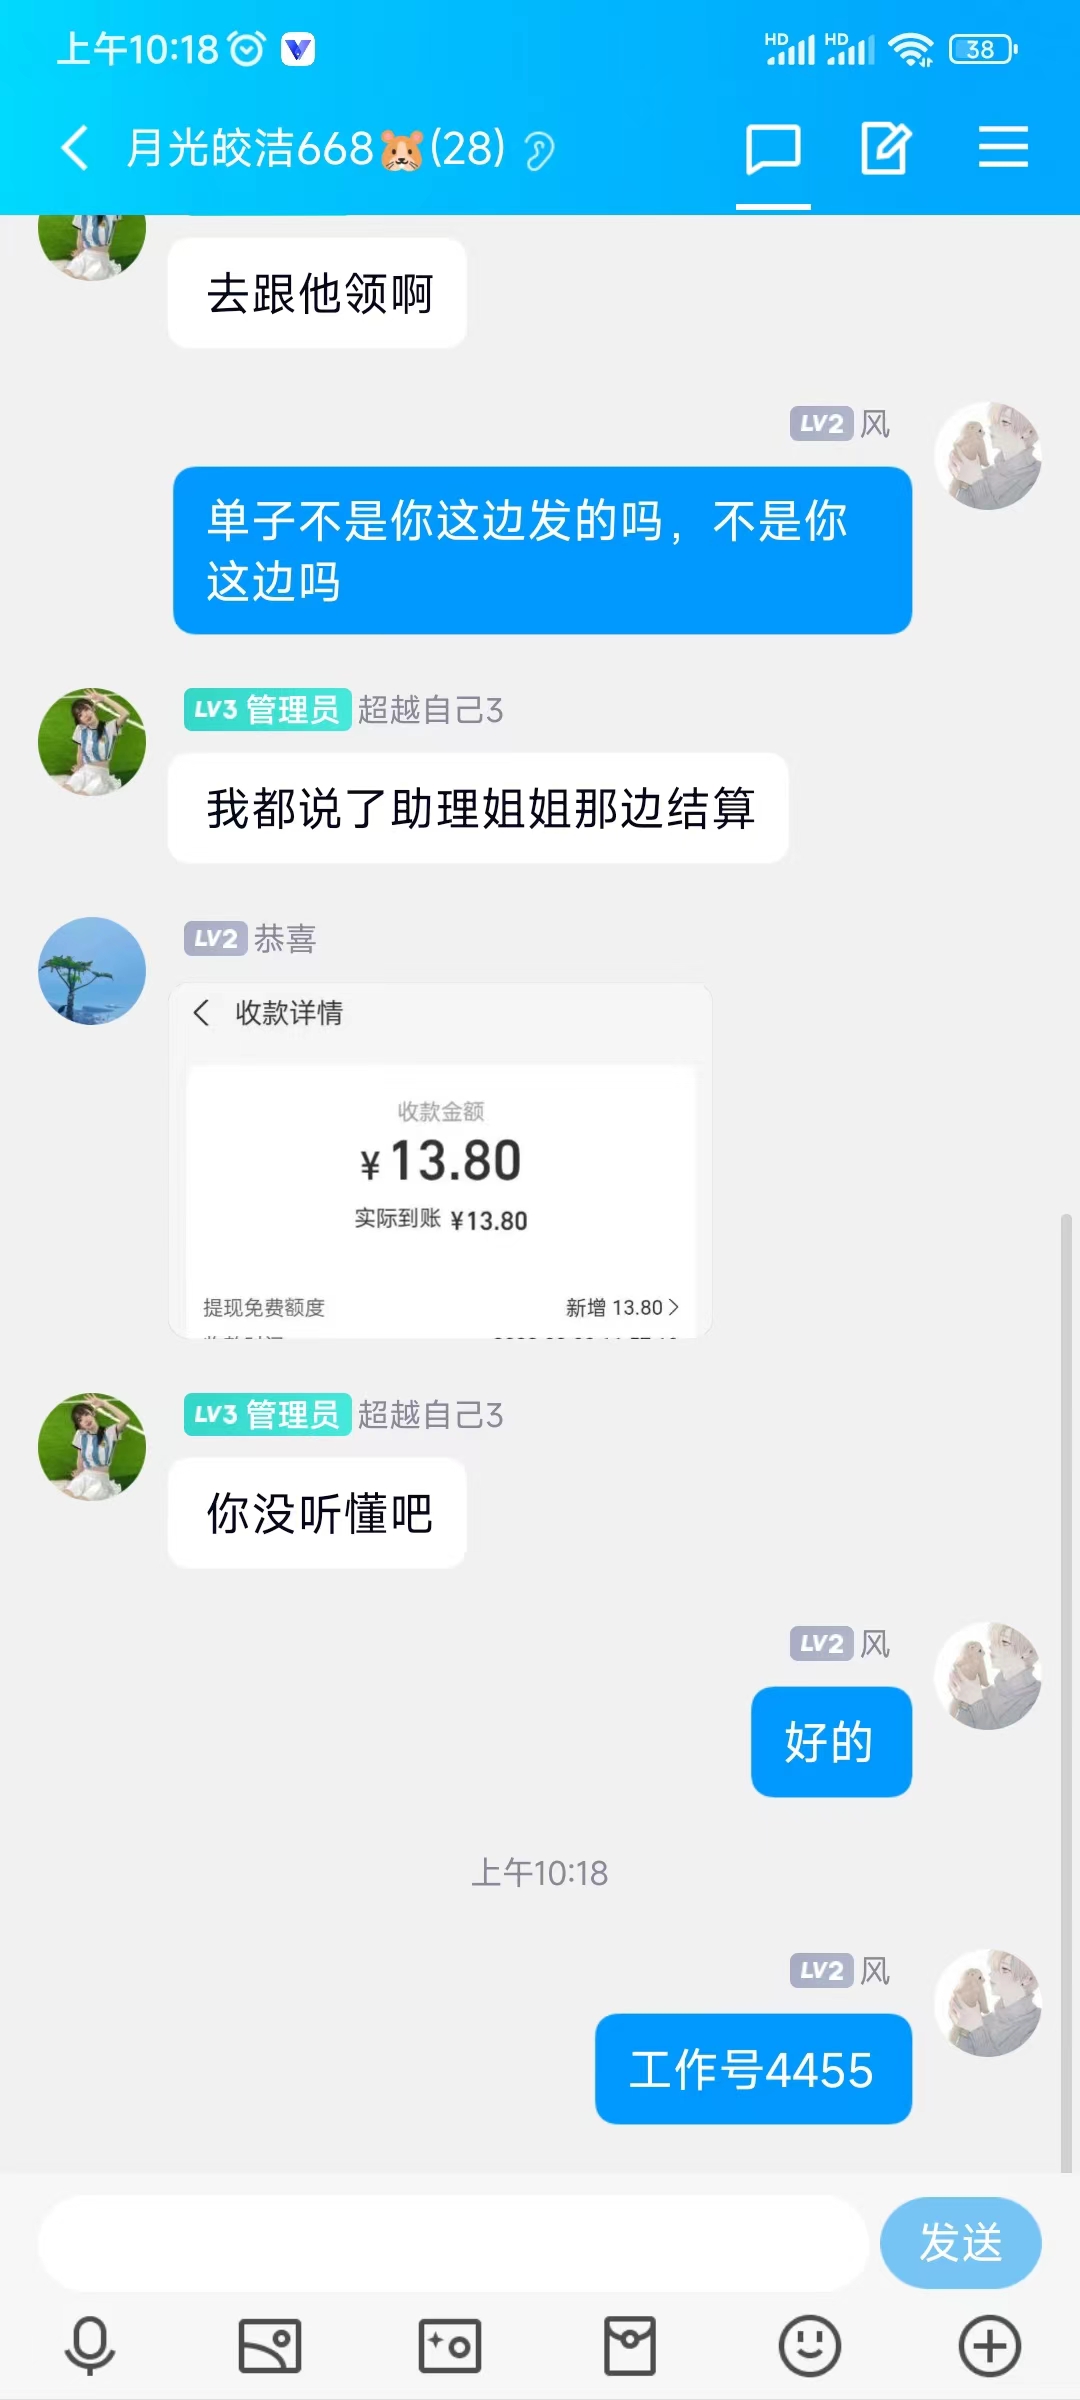 上午10:18
HD HD 38
月光皎洁668🐹(28)
去跟他领啊
LV2 风
单子不是你这边发的吗，不是你
这边吗
LV3 管理员 超越自己3
我都说了助理姐姐那边结算
LV2 恭喜
收款详情
收款金额
¥13.80
实际到账 ¥13.80
提现免费额度 新增 13.80
LV3 管理员 超越自己3
你没听懂吧
LV2 风
好的
上午10:18
LV2 风
工作号4455
发送